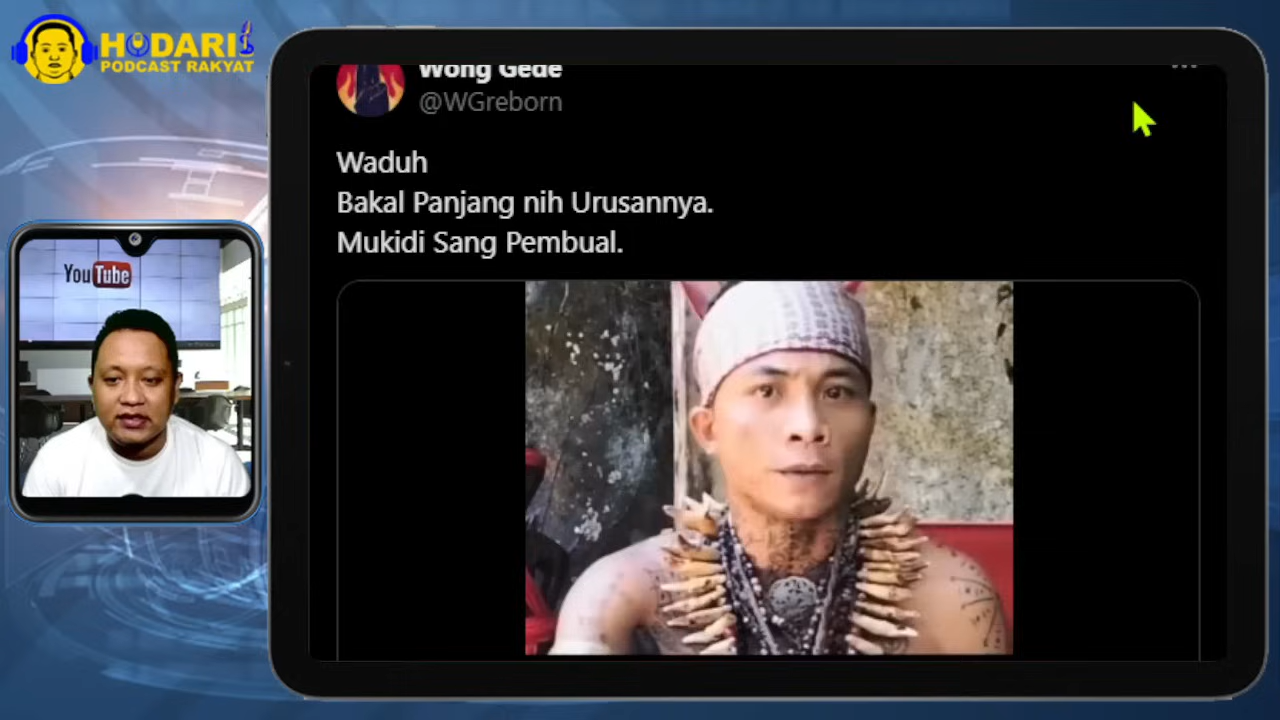 HODARI
PODCAST RAKYAT
Wong Gede
@WGreborn
Waduh
Bakal Panjang nih Urusannya.
Mukidi Sang Pembual.
YouTube